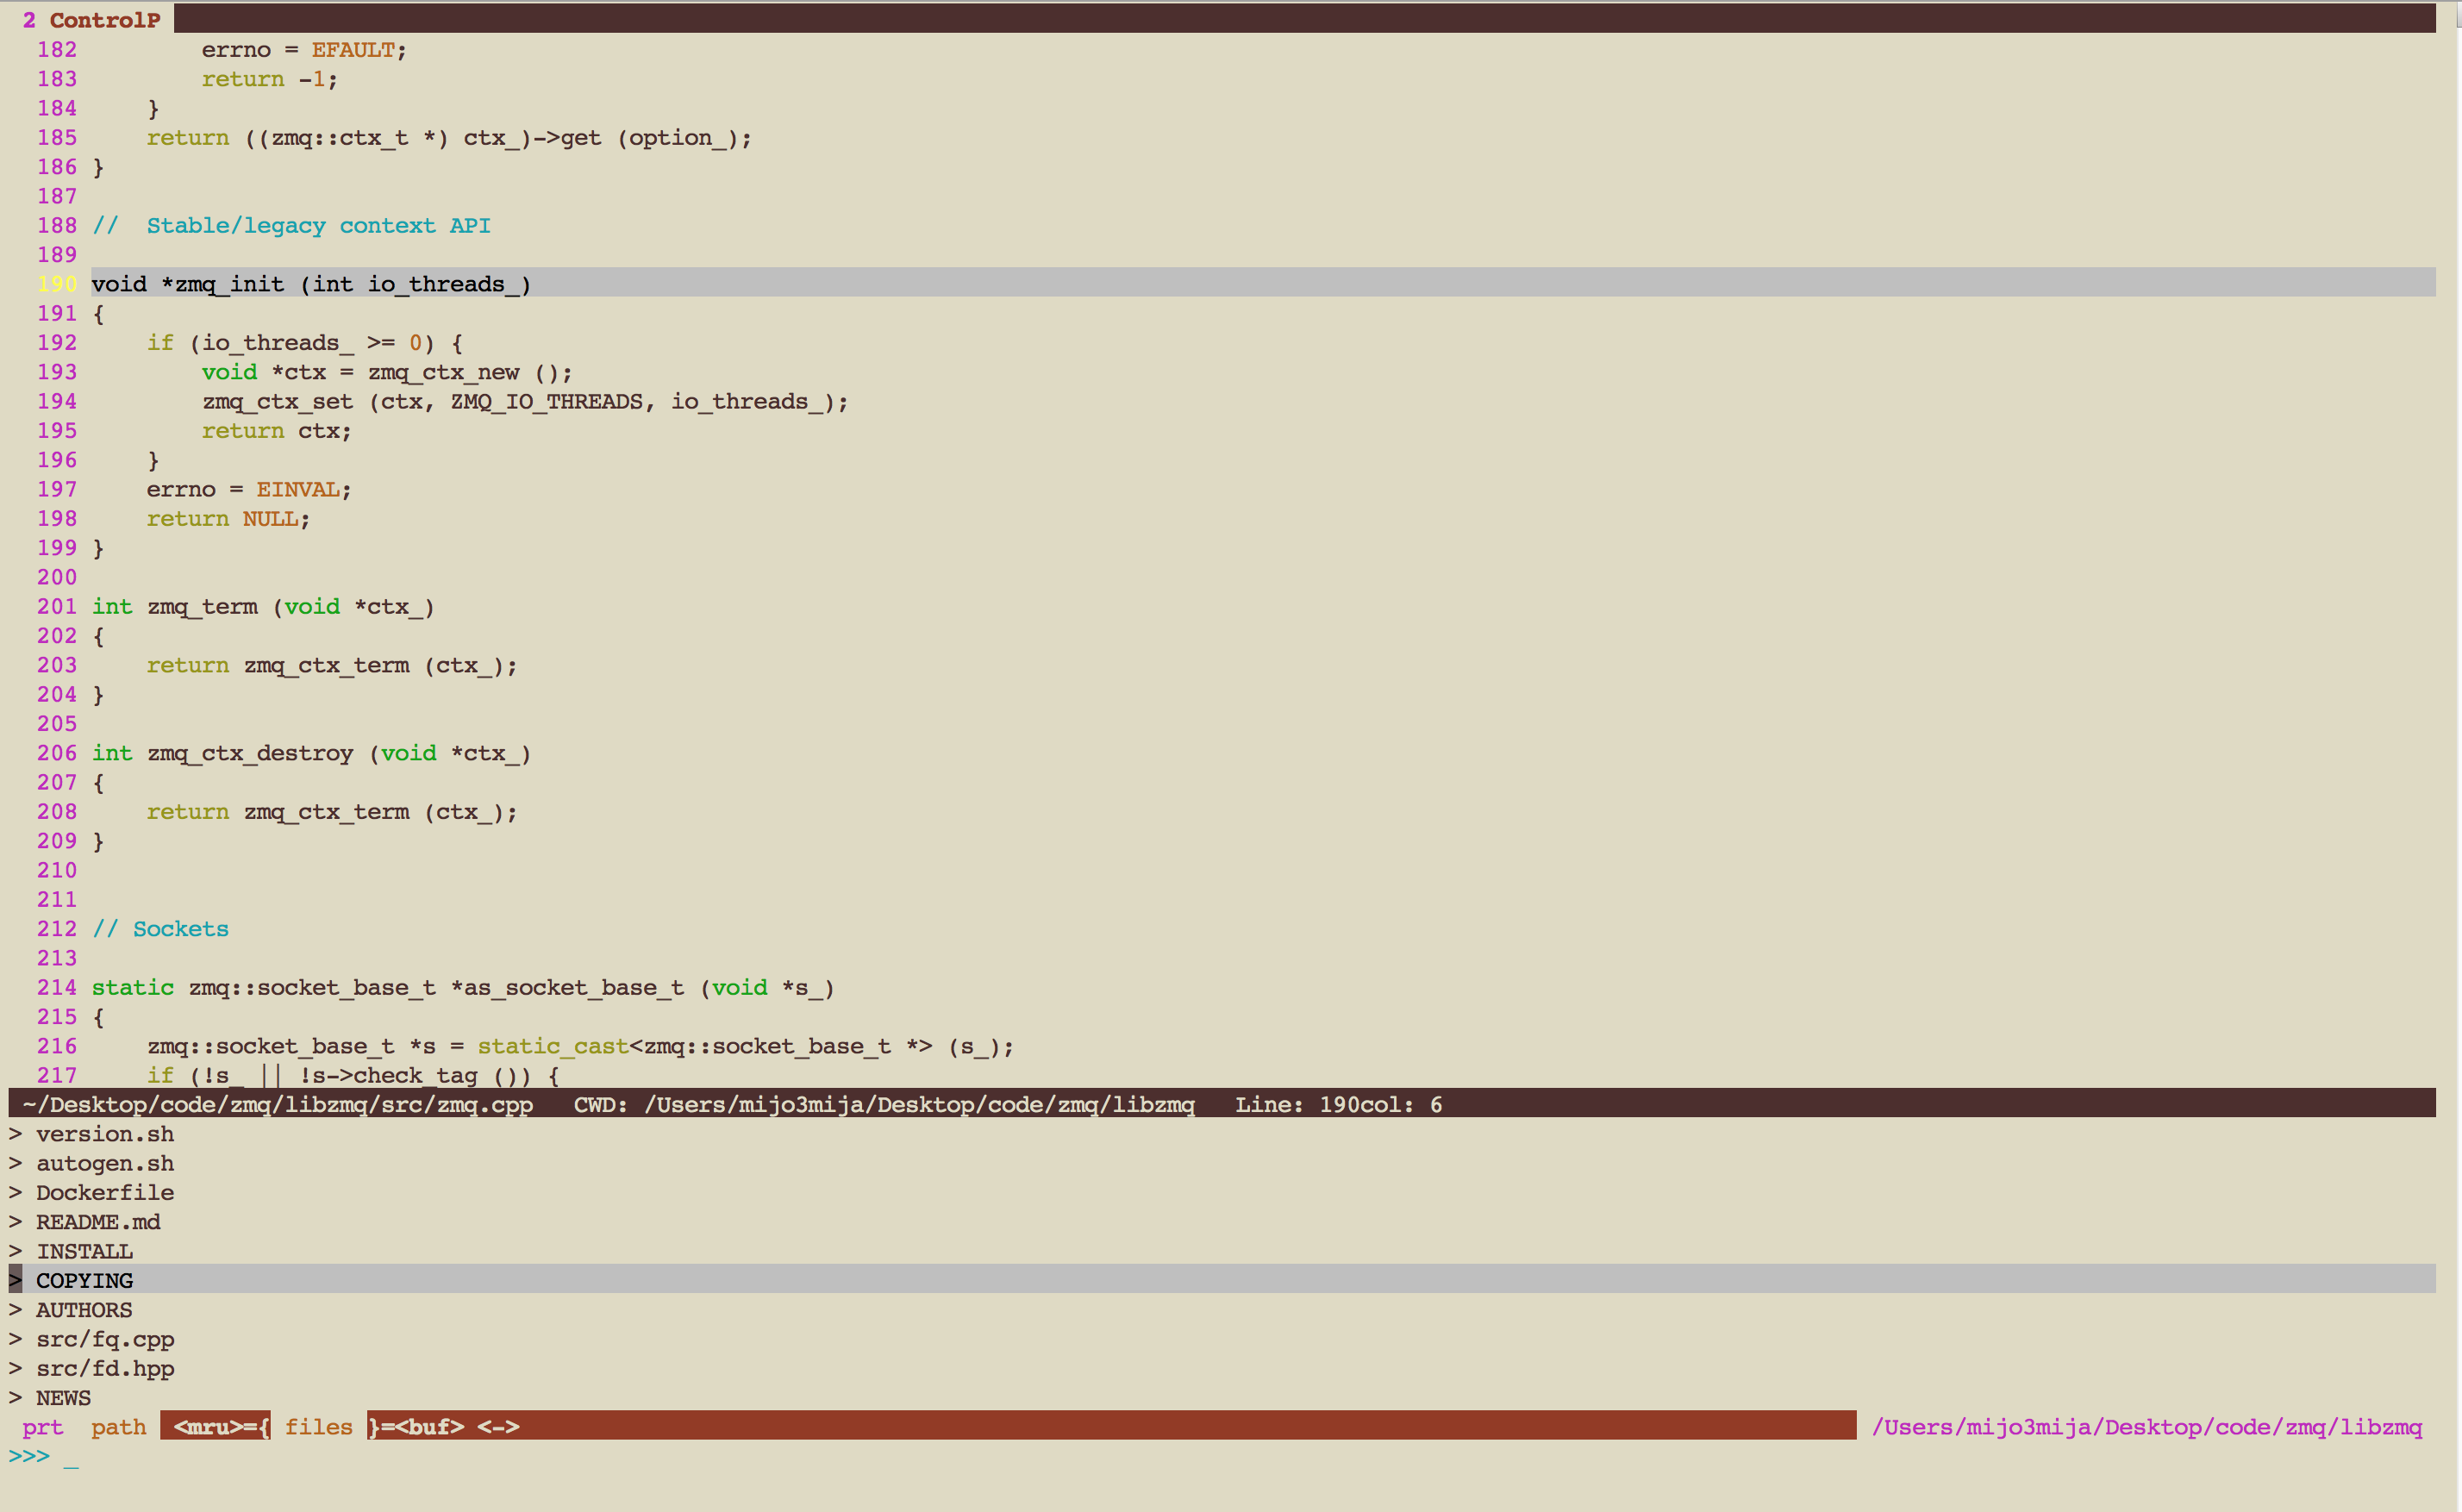 2 ControlP
182         errno = EFAULT;
183         return -1;
184     }
185     return ((zmq::ctx_t *) ctx_)->get (option_);
186 }
187
188 //  Stable/legacy context API
189
190 void *zmq_init (int io_threads_)
191 {
192     if (io_threads_ >= 0) {
193         void *ctx = zmq_ctx_new ();
194         zmq_ctx_set (ctx, ZMQ_IO_THREADS, io_threads_);
195         return ctx;
196     }
197     errno = EINVAL;
198     return NULL;
199 }
200
201 int zmq_term (void *ctx_)
202 {
203     return zmq_ctx_term (ctx_);
204 }
205
206 int zmq_ctx_destroy (void *ctx_)
207 {
208     return zmq_ctx_term (ctx_);
209 }
210
211
212 // Sockets
213
214 static zmq::socket_base_t *as_socket_base_t (void *s_)
215 {
216     zmq::socket_base_t *s = static_cast<zmq::socket_base_t *> (s_);
217     if (!s_ || !s->check_tag ()) {
~/Desktop/code/zmq/libzmq/src/zmq.cpp   CWD: /Users/mijo3mija/Desktop/code/zmq/libzmq   Line: 190col: 6
> version.sh
> autogen.sh
> Dockerfile
> README.md
> INSTALL
> COPYING
> AUTHORS
> src/fq.cpp
> src/fd.hpp
> NEWS
prt  path  <mru>={ files }=<buf> <->  /Users/mijo3mija/Desktop/code/zmq/libzmq
>>> _